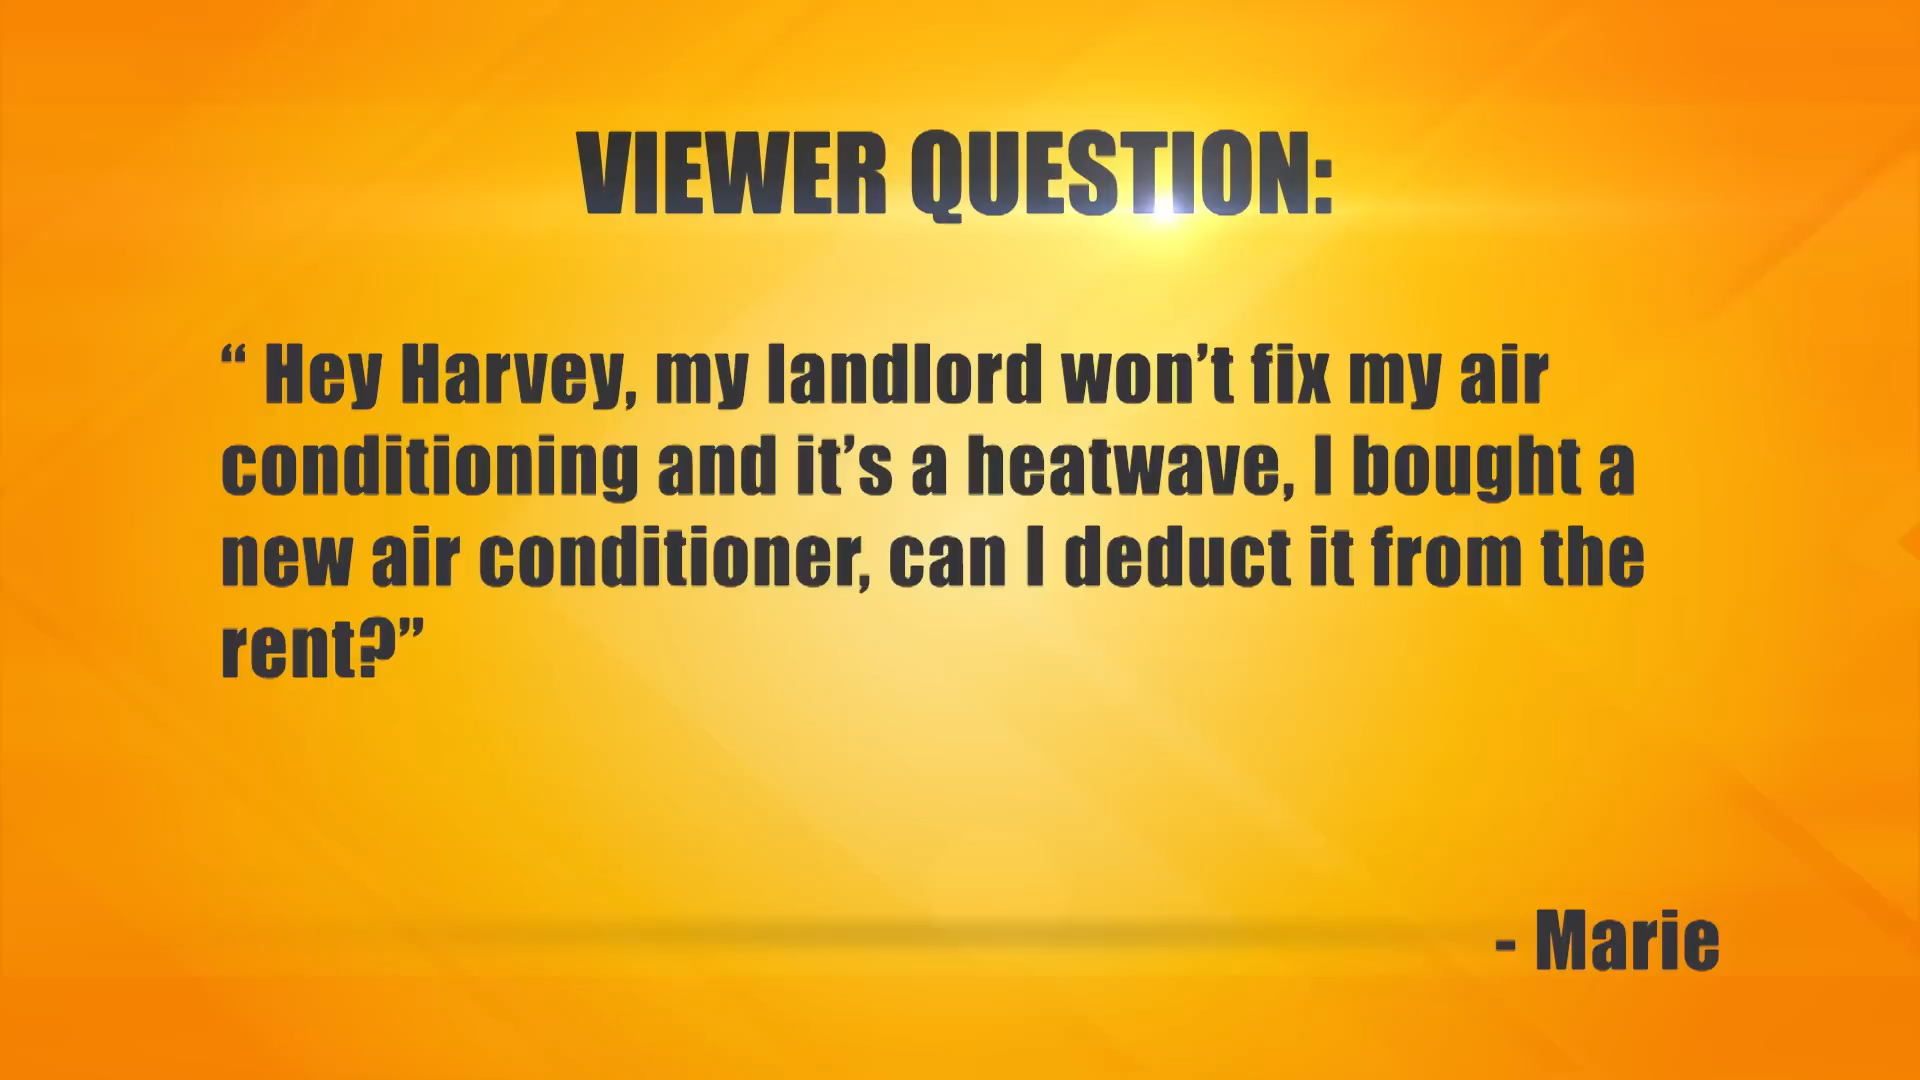 VIEWER QUESTION:
“ Hey Harvey, my landlord won’t fix my air
conditioning and it’s a heatwave, I bought a
new air conditioner, can I deduct it from the
rent?”
- Marie